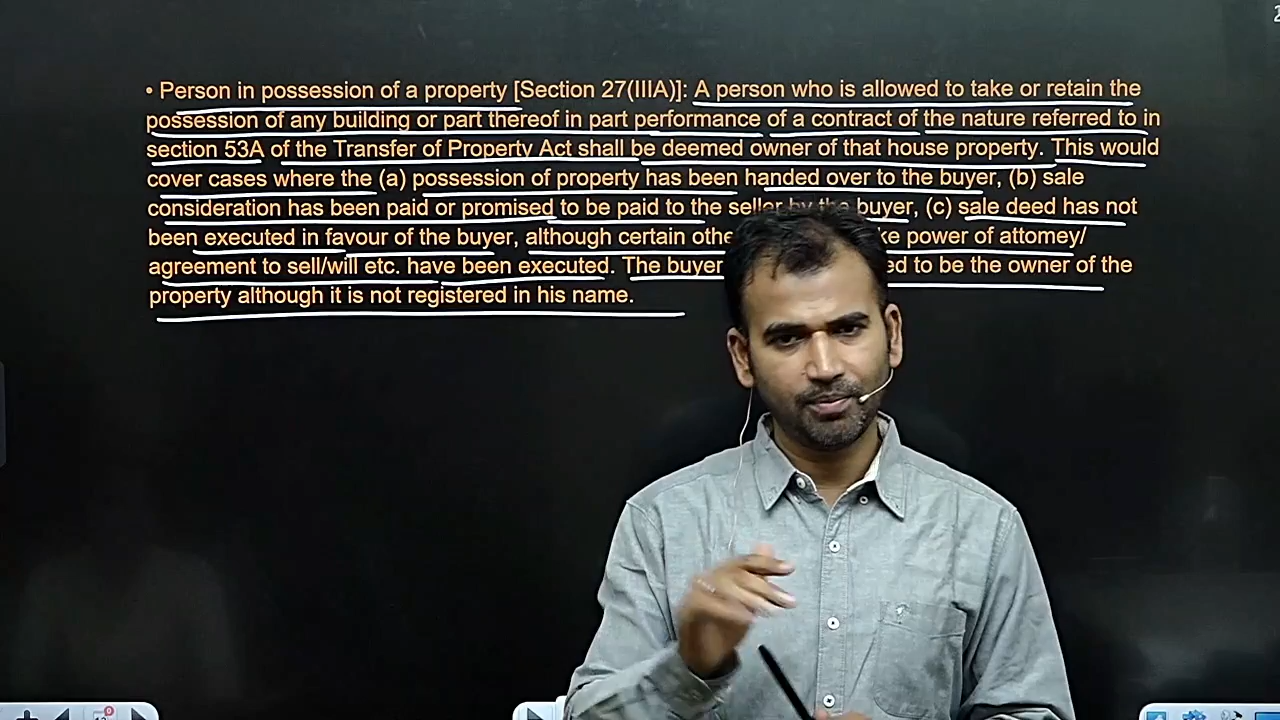 • Person in possession of a property [Section 27(IIIA)]: A person who is allowed to take or retain the
possession of any building or part thereof in part performance of a contract of the nature referred to in
section 53A of the Transfer of Property Act shall be deemed owner of that house property. This would
cover cases where the (a) possession of property has been handed over to the buyer, (b) sale
consideration has been paid or promised to be paid to the seller by the buyer, (c) sale deed has not
been executed in favour of the buyer, although certain power of attorney/
agreement to sell/will etc. have been executed. The buyer to be the owner of the
property although it is not registered in his name.